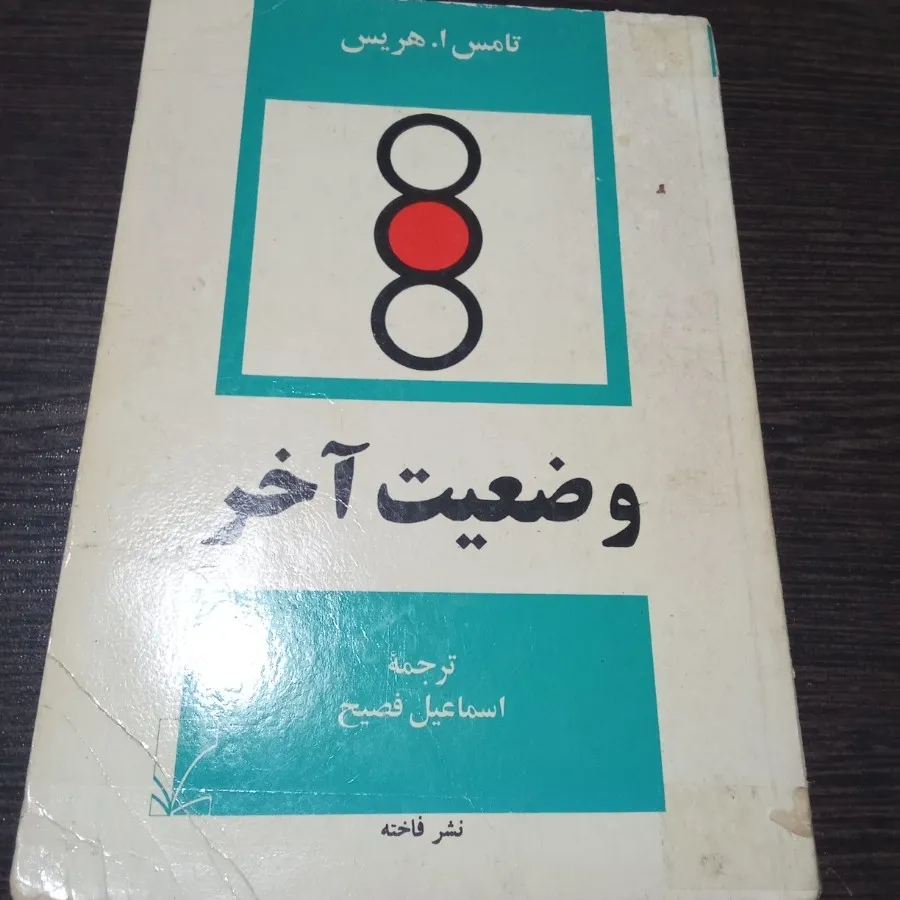 تامس ا. هریس
وضعیت آخر
ترجمهٔ
اسماعیل فصیح
نشر فاخته